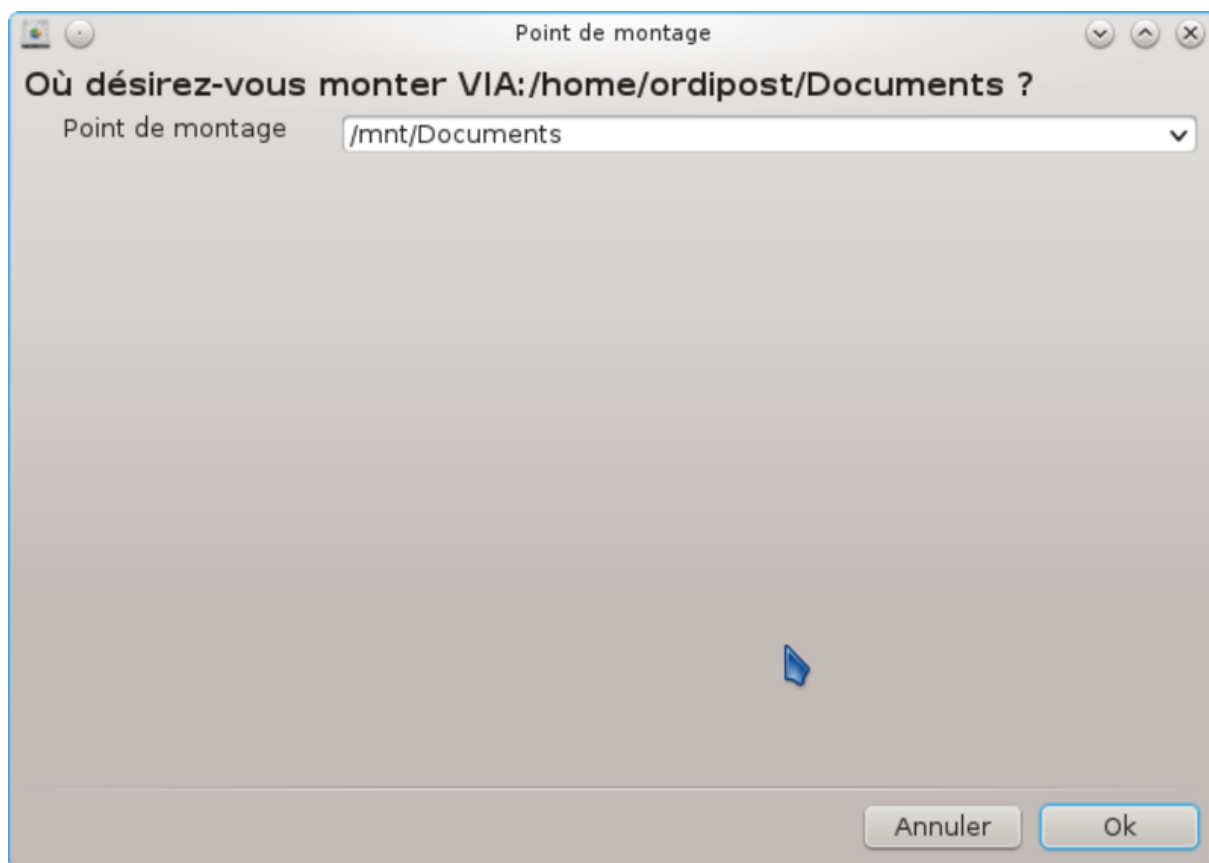 Point de montage
Où désirez-vous monter VIA:/home/ordipost/Documents ?
Point de montage /mnt/Documents
Annuler Ok